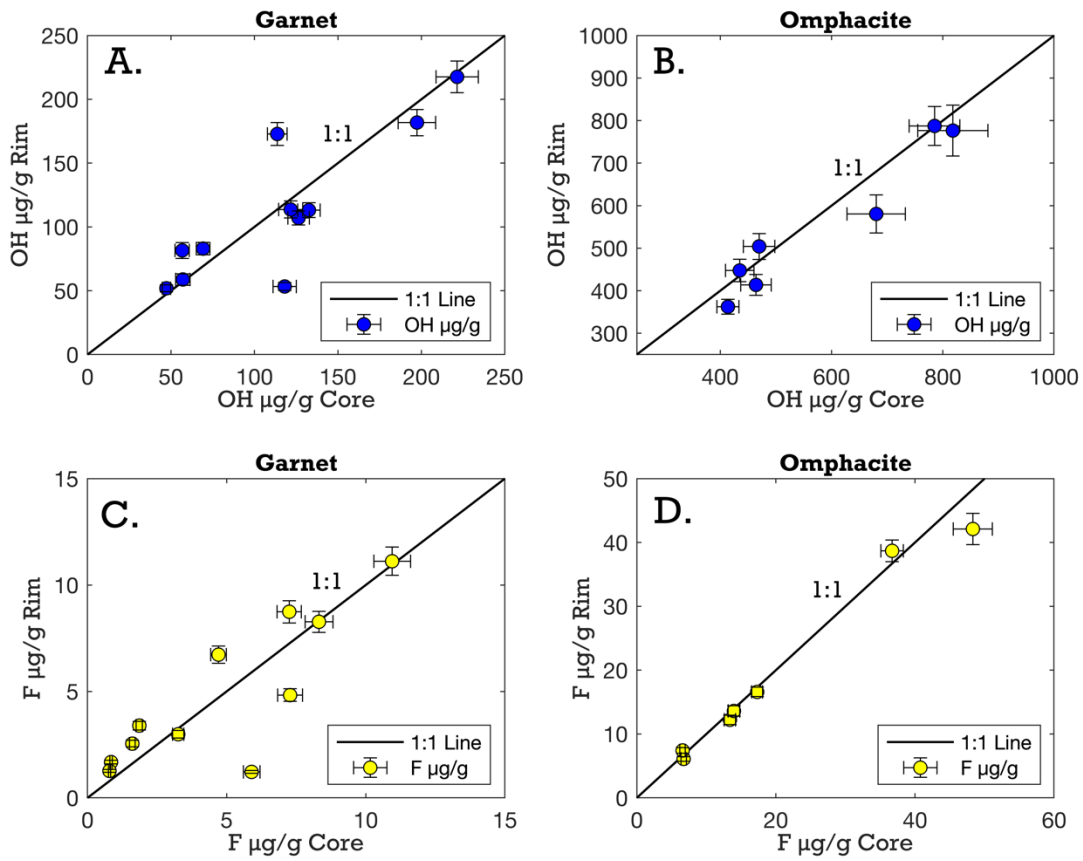 Garnet
A.
250
200
150
100
50
0
OH µg/g Rim
1:1
1:1 Line
OH µg/g
0 50 100 150 200 250
OH µg/g Core
Omphacite
B.
1000
900
800
700
600
500
400
300
OH µg/g Rim
1:1
1:1 Line
OH µg/g
400 600 800 1000
OH µg/g Core
Garnet
C.
15
10
5
0
F µg/g Rim
1:1
1:1 Line
F µg/g
0 5 10 15
F µg/g Core
Omphacite
D.
50
40
30
20
10
0
F µg/g Rim
1:1
1:1 Line
F µg/g
0 20 40 60
F µg/g Core